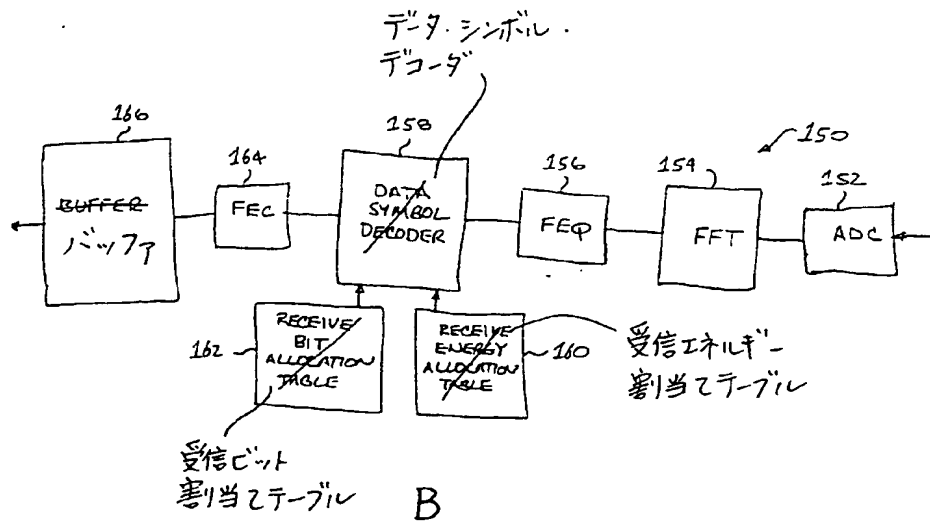 データ・シンボル・
デコーダ
166
164
158
156
154
150
152
BUFFER
バッファ
FEC
DATA
SYMBOL
DECODER
FEQ
FFT
ADC
162
RECEIVE
BIT
ALLOCATION
TABLE
RECEIVE
ENERGY
ALLOCATION
TABLE
160
受信エネルギー
割当てテーブル
受信ビット
割当てテーブル
B